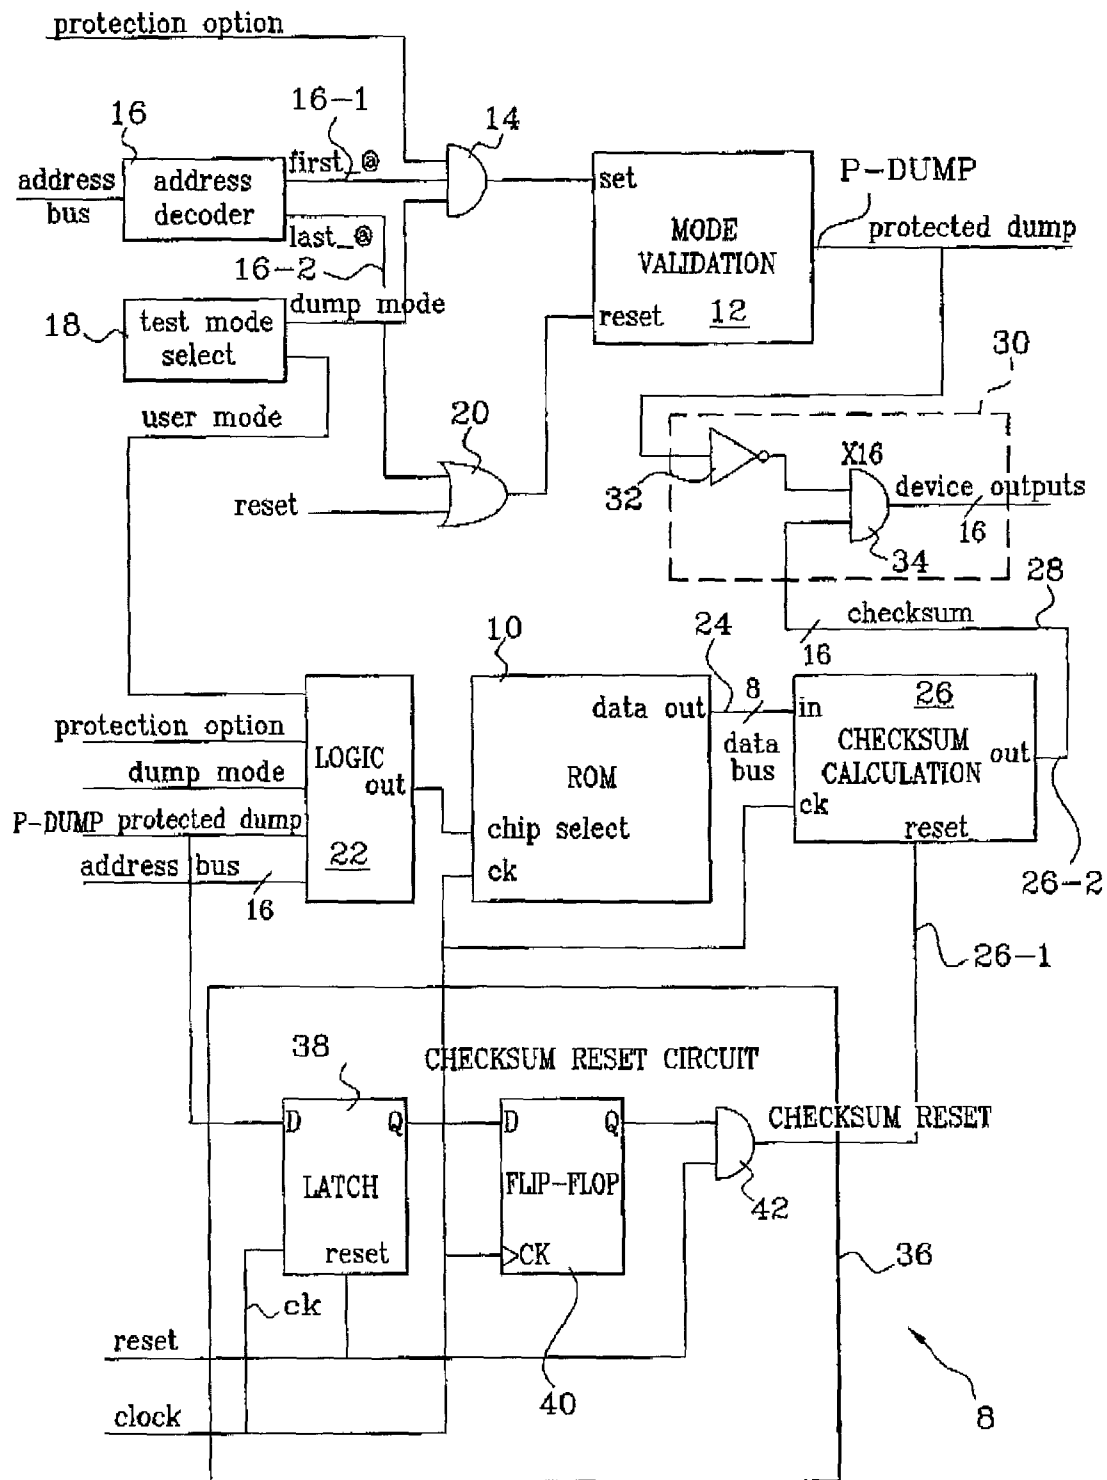 protection option
16
16-1
14
address
bus
address
decoder
first_@
last_@
16-2
set
MODE
VALIDATION
reset
12
P-DUMP
protected dump
18
test mode
select
dump mode
user mode
20
reset
30
32
X16
device outputs
16
34
checksum
16
28
10
24
protection option
dump mode
P-DUMP protected dump
address bus
16
LOGIC
out
22
data out
ROM
chip select
ck
8
data
bus
26
in
CHECKSUM
CALCULATION
out
ck
reset
26-2
26-1
38
CHECKSUM RESET CIRCUIT
D
Q
LATCH
reset
D
Q
FLIP-FLOP
CK
CHECKSUM RESET
42
36
ck
reset
40
clock
8